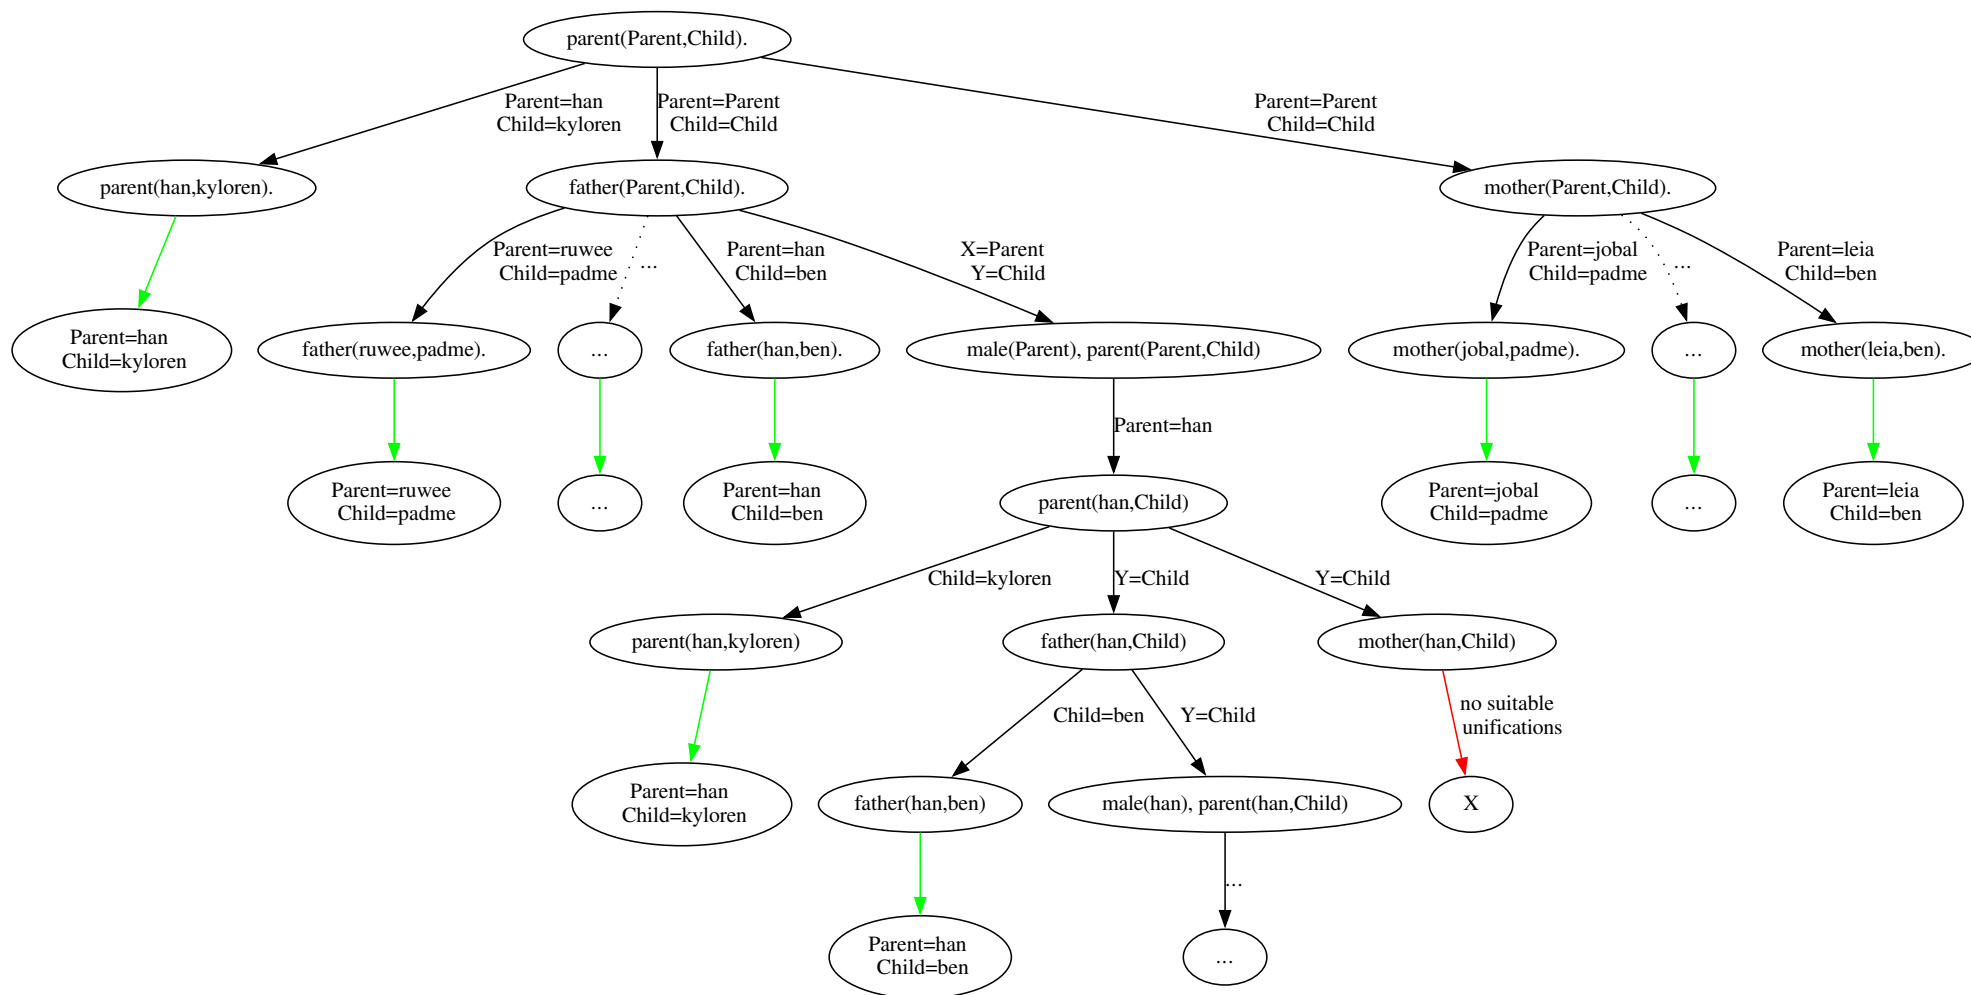 parent(Parent,Child).
Parent=han
Child=kyloren
Parent=Parent
Child=Child
Parent=Parent
Child=Child
parent(han,kyloren).
father(Parent,Child).
mother(Parent,Child).
Parent=ruwee
Child=padme
...
Parent=han
Child=ben
X=Parent
Y=Child
Parent=jobal
Child=padme
...
Parent=leia
Child=ben
Parent=han
Child=kyloren
father(ruwee,padme).
...
father(han,ben).
male(Parent), parent(Parent,Child)
mother(jobal,padme).
...
mother(leia,ben).
Parent=han
Parent=ruwee
Child=padme
...
Parent=han
Child=ben
parent(han,Child)
Parent=jobal
Child=padme
...
Parent=leia
Child=ben
Child=kyloren
Y=Child
Y=Child
parent(han,kyloren)
father(han,Child)
mother(han,Child)
Child=ben
Y=Child
no suitable
unifications
Parent=han
Child=kyloren
father(han,ben)
male(han), parent(han,Child)
X
...
Parent=han
Child=ben
...